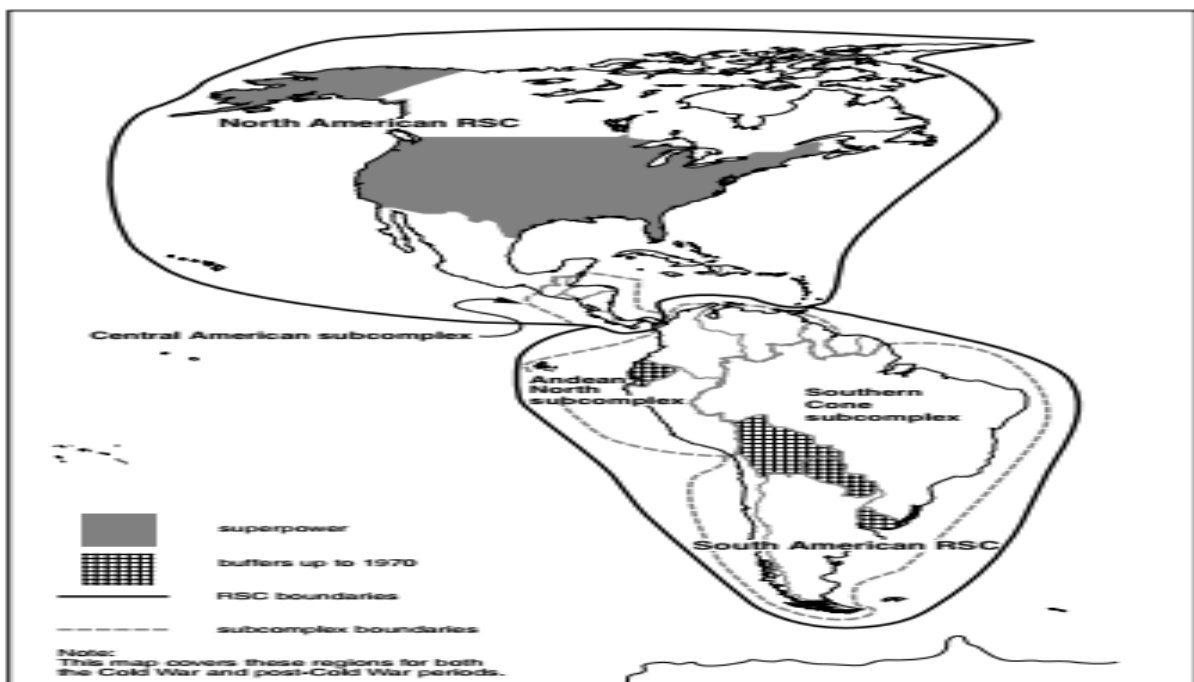 North American RSC
Central American subcomplex
Andean
North
subcomplex
Southern
Cone
subcomplex
South American RSC
superpower
buffers up to 1970
RSC boundaries
subcomplex boundaries
Note:
This map covers these regions for both
the Cold War and post-Cold War periods.